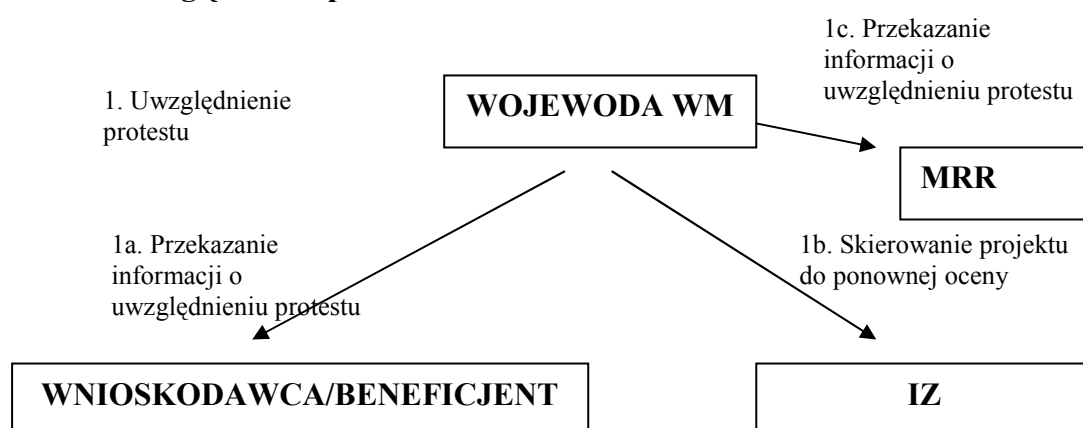 1c. Przekazanie
informacji o
uwzględnieniu protestu
1. Uwzględnienie
protestu
WOJEWODA WM
MRR
1a. Przekazanie
informacji o
uwzględnieniu protestu
1b. Skierowanie projektu
do ponownej oceny
WNIOSKODAWCA/BENEFICJENT
IZ